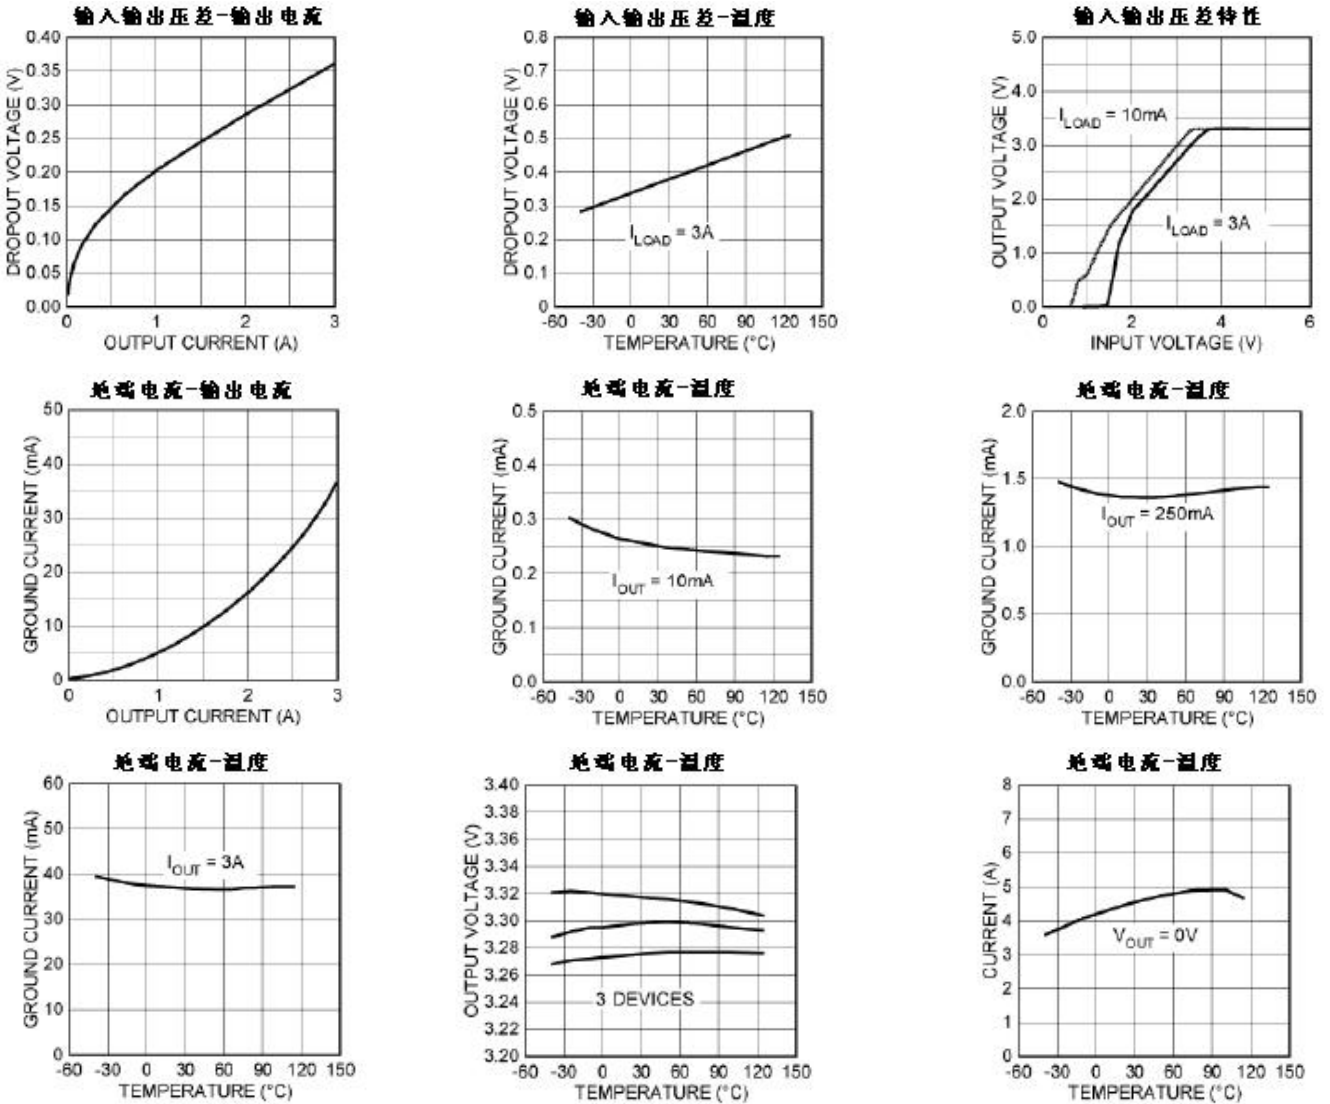 输入输出压差-输出电流
0.40
0.35
0.30
0.25
0.20
0.15
0.10
0.05
0.00
DROPOUT VOLTAGE (V)
0 1 2 3
OUTPUT CURRENT (A)
输入输出压差-温度
0.8
0.7
0.6
0.5
0.4
0.3
0.2
0.1
0
DROPOUT VOLTAGE (V)
I_LOAD = 3A
-60 -30 0 30 60 90 120 150
TEMPERATURE (°C)
输入输出压差特性
5.0
4.0
3.0
2.0
1.0
0.0
OUTPUT VOLTAGE (V)
I_LOAD = 10mA
I_LOAD = 3A
0 2 4 6
INPUT VOLTAGE (V)
地端电流-输出电流
50
40
30
20
10
0
GROUND CURRENT (mA)
0 1 2 3
OUTPUT CURRENT (A)
地端电流-温度
0.5
0.4
0.3
0.2
0.1
0.0
GROUND CURRENT (mA)
I_OUT = 10mA
-60 -30 0 30 60 90 120 150
TEMPERATURE (°C)
地端电流-温度
2.0
1.5
1.0
0.5
0.0
GROUND CURRENT (mA)
I_OUT = 250mA
-60 -30 0 30 60 90 120 150
TEMPERATURE (°C)
地端电流-温度
60
50
40
30
20
10
0
GROUND CURRENT (mA)
I_OUT = 3A
-60 -30 0 30 60 90 120 150
TEMPERATURE (°C)
地端电流-温度
3.40
3.38
3.36
3.34
3.32
3.30
3.28
3.26
3.24
3.22
3.20
OUTPUT VOLTAGE (V)
3 DEVICES
-60 -30 0 30 60 90 120 150
TEMPERATURE (°C)
地端电流-温度
8
7
6
5
4
3
2
1
0
CURRENT (A)
V_OUT = 0V
-60 -30 0 30 60 90 120 150
TEMPERATURE (°C)